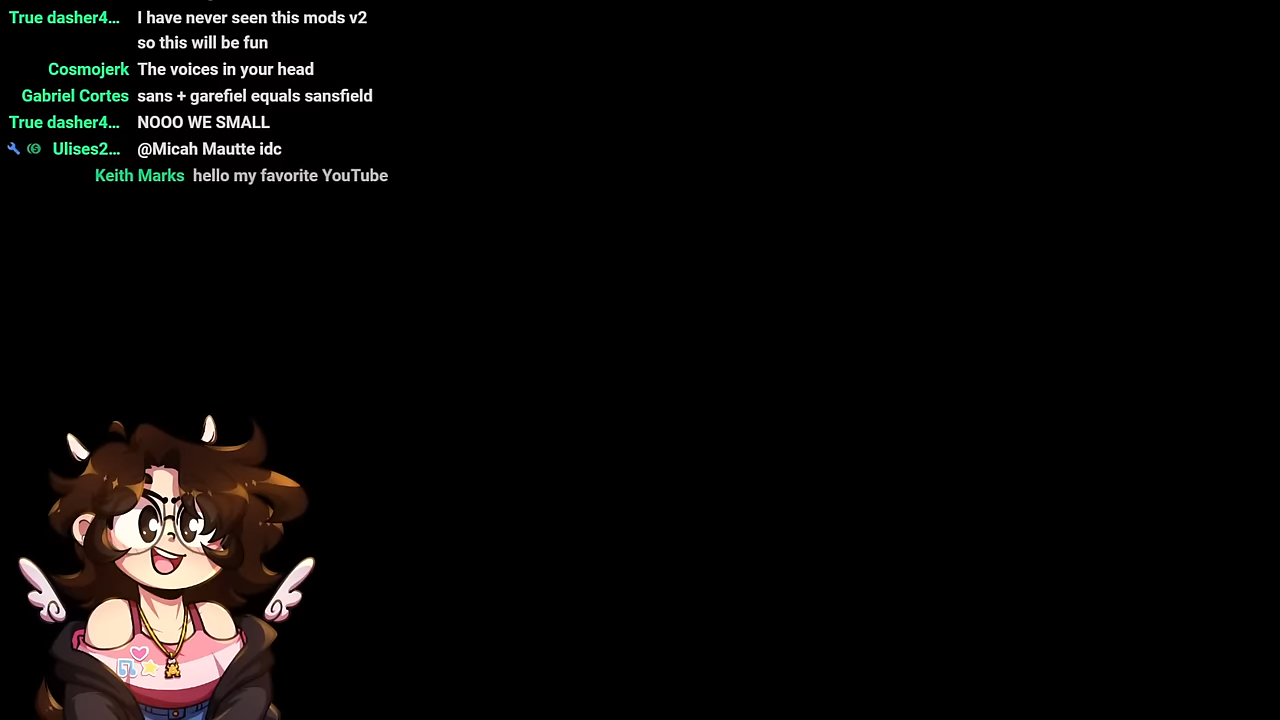 True dasher4... I have never seen this mods v2
so this will be fun
Cosmojerk The voices in your head
Gabriel Cortes sans + garefiel equals sansfield
True dasher4... NOOO WE SMALL
Ulises2... @Micah Mautte idc
Keith Marks hello my favorite YouTube